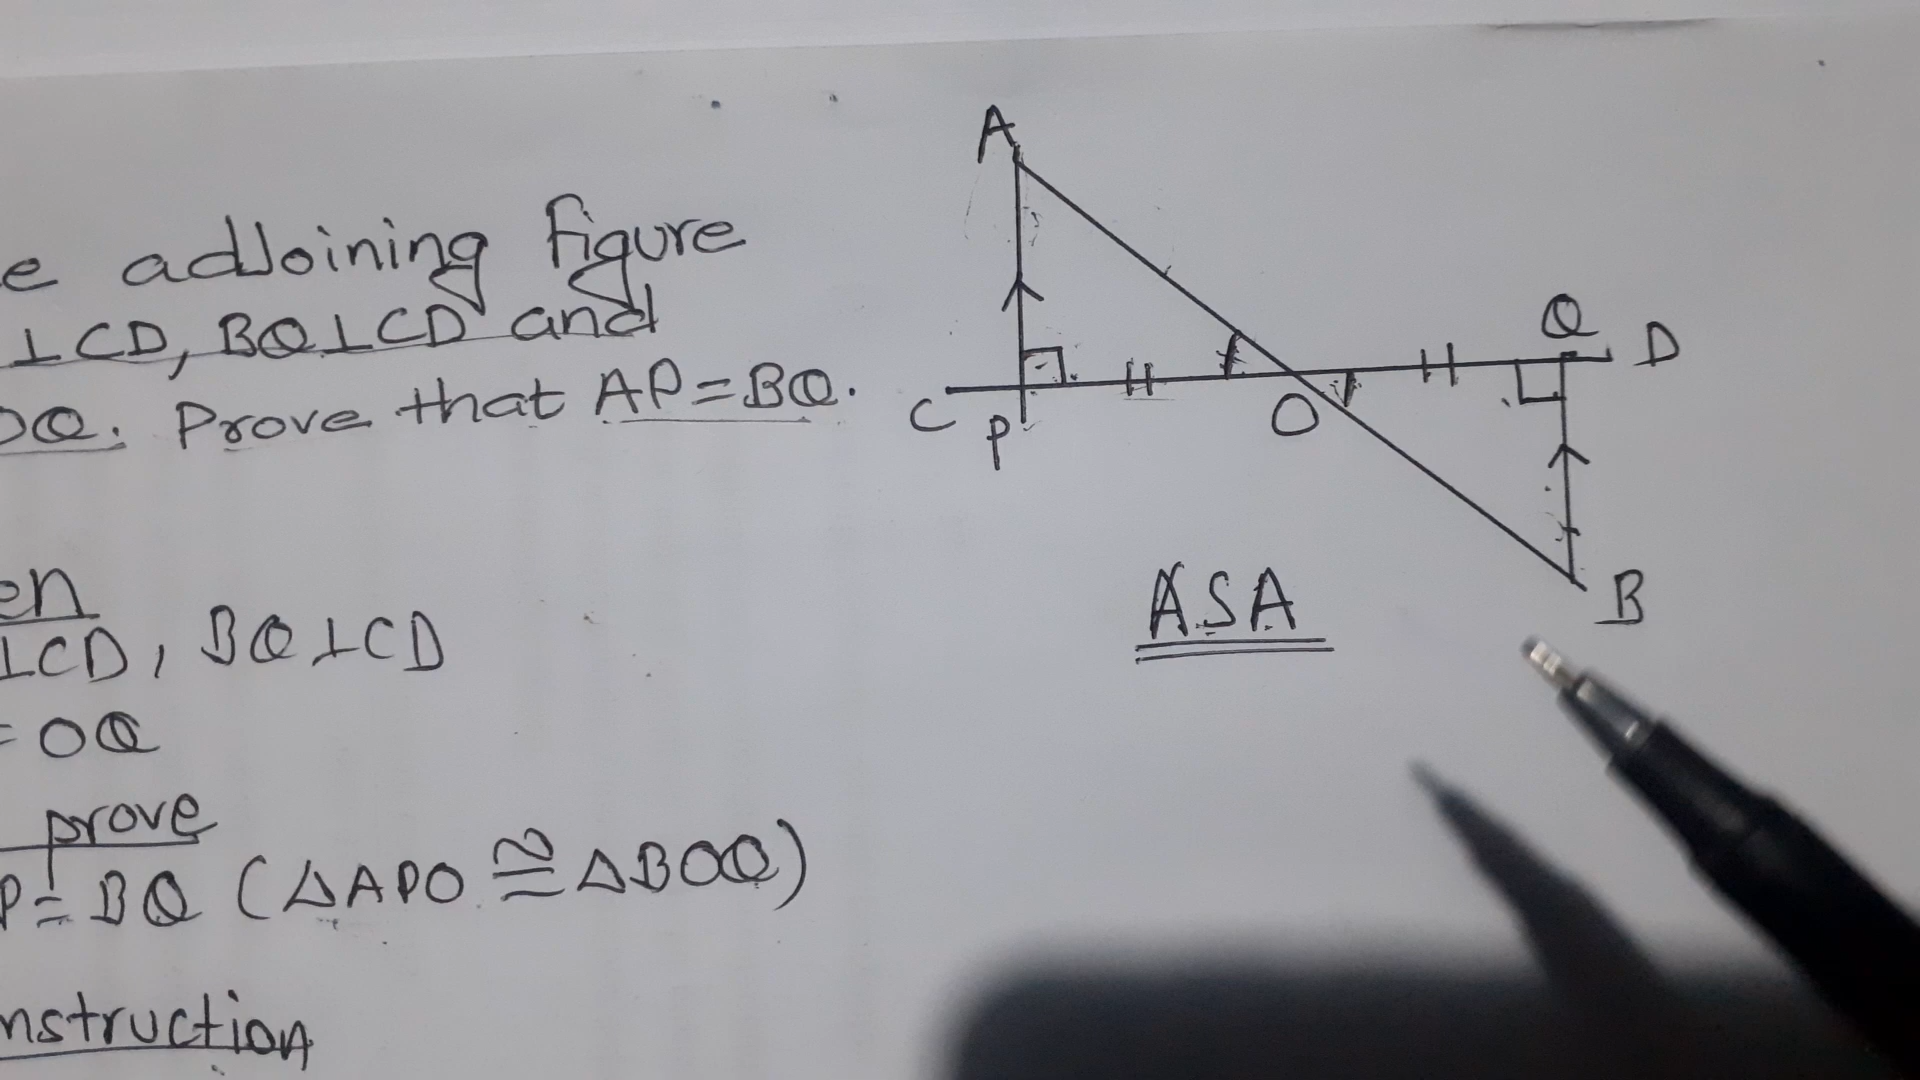 e adJoining figure
⊥CD, BQ⊥CD and
OQ. Prove that AP=BQ.
en
⊥CD, BQ⊥CD
= OQ
prove
P=BQ (△APO ≅ △BOQ)
nstruction
A
Q D
C P O
B
ASA